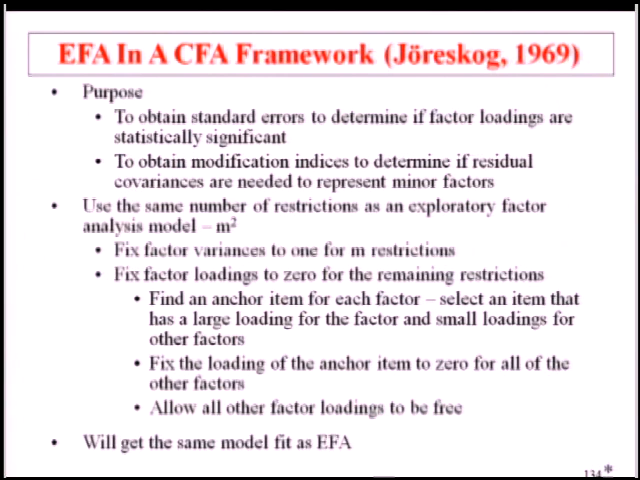 EFA In A CFA Framework (Jöreskog, 1969)
• Purpose
• To obtain standard errors to determine if factor loadings are
statistically significant
• To obtain modification indices to determine if residual
covariances are needed to represent minor factors
• Use the same number of restrictions as an exploratory factor
analysis model – m²
• Fix factor variances to one for m restrictions
• Fix factor loadings to zero for the remaining restrictions
• Find an anchor item for each factor – select an item that
has a large loading for the factor and small loadings for
other factors
• Fix the loading of the anchor item to zero for all of the
other factors
• Allow all other factor loadings to be free
• Will get the same model fit as EFA
134*